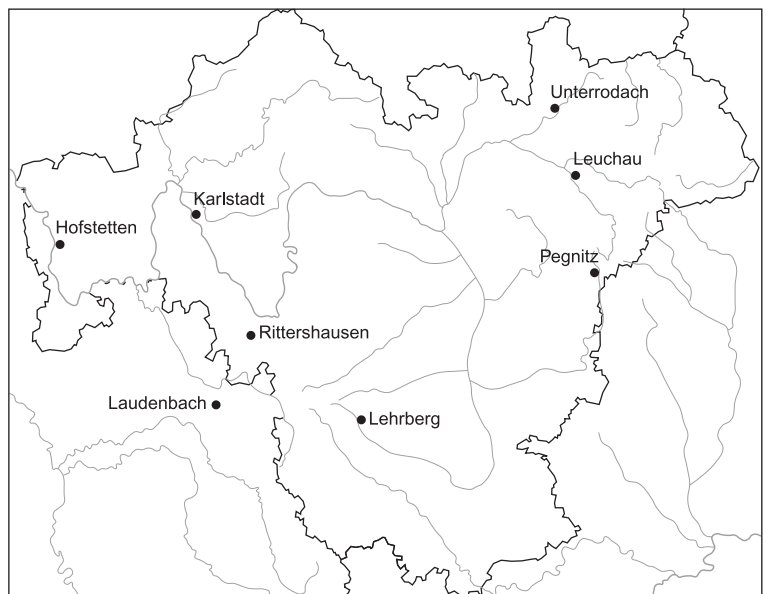 Unterrodach
Leuchau
Karlstadt
Hofstetten
Pegnitz
Rittershausen
Laudenbach
Lehrberg